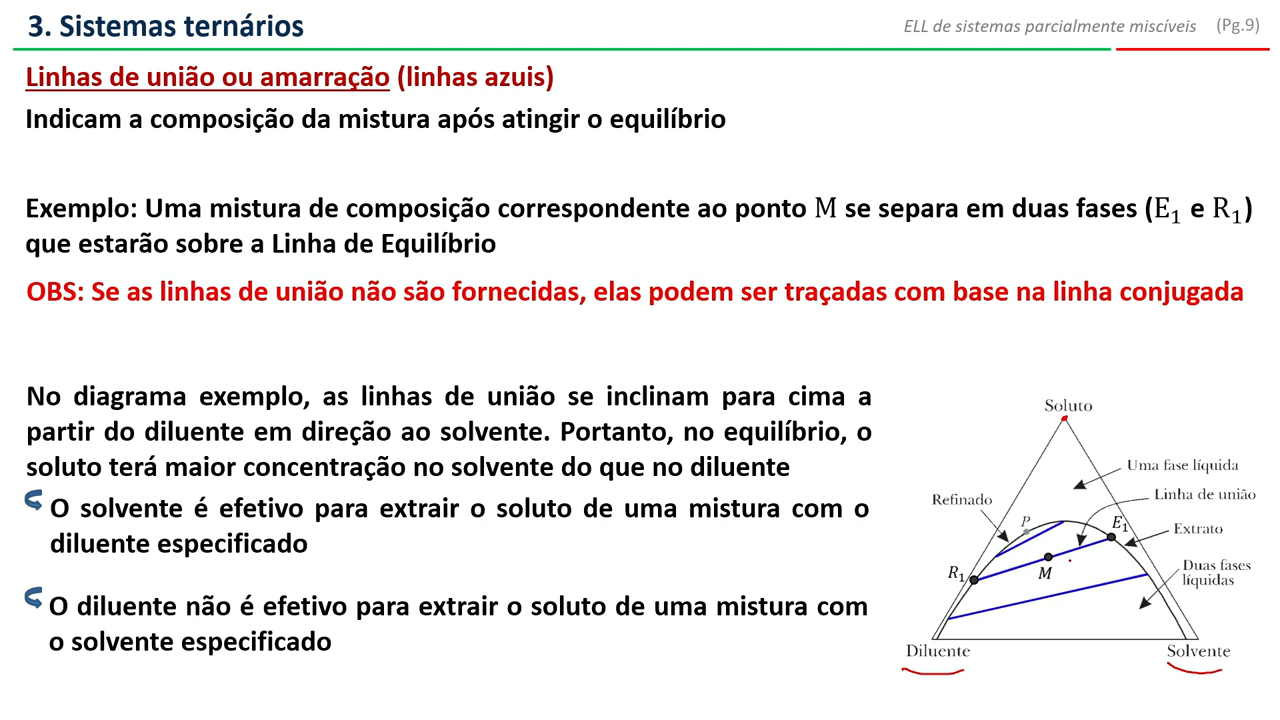 3. Sistemas ternários
ELL de sistemas parcialmente miscíveis (Pg.9)
Linhas de união ou amarração (linhas azuis)
Indicam a composição da mistura após atingir o equilíbrio
Exemplo: Uma mistura de composição correspondente ao ponto M se separa em duas fases (E₁ e R₁)
que estarão sobre a Linha de Equilíbrio
OBS: Se as linhas de união não são fornecidas, elas podem ser traçadas com base na linha conjugada
No diagrama exemplo, as linhas de união se inclinam para cima a
partir do diluente em direção ao solvente. Portanto, no equilíbrio, o
soluto terá maior concentração no solvente do que no diluente
O solvente é efetivo para extrair o soluto de uma mistura com o
diluente especificado
O diluente não é efetivo para extrair o soluto de uma mistura com
o solvente especificado
Soluto
Uma fase líquida
Linha de união
Refinado
P
E₁
Extrato
R₁
M
Duas fases
líquidas
Diluente
Solvente